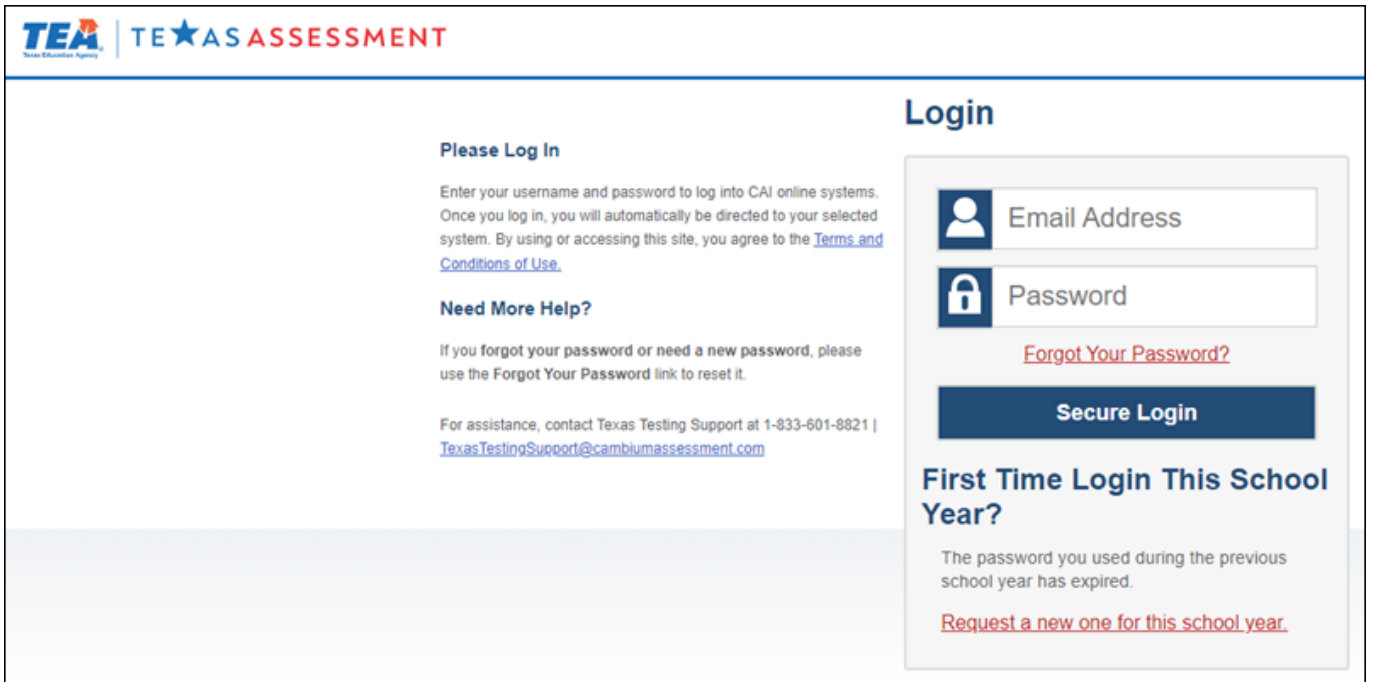 TEA
Texas Education Agency
TE★AS ASSESSMENT
Please Log In
Enter your username and password to log into CAI online systems.
Once you log in, you will automatically be directed to your selected
system. By using or accessing this site, you agree to the Terms and
Conditions of Use.
Need More Help?
If you forgot your password or need a new password, please
use the Forgot Your Password link to reset it.
For assistance, contact Texas Testing Support at 1-833-601-8821 |
TexasTestingSupport@cambiumassessment.com
Login
Email Address
Password
Forgot Your Password?
Secure Login
First Time Login This School
Year?
The password you used during the previous
school year has expired.
Request a new one for this school year.